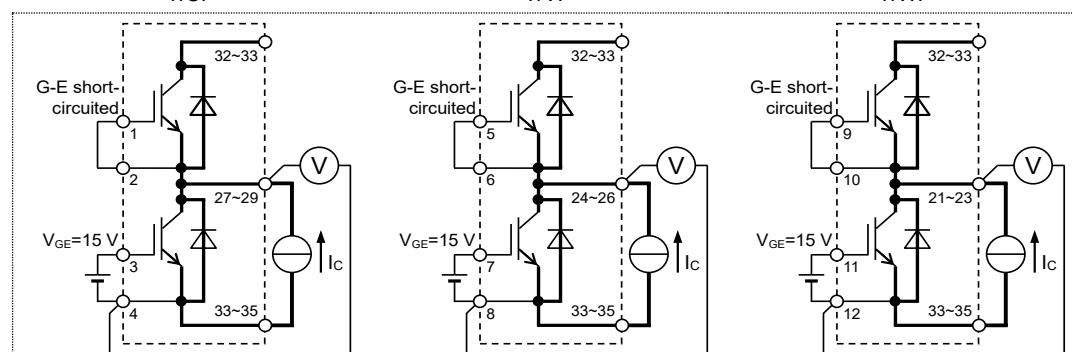 32~33
G-E short-
circuited
1
2
27~29
V
VGE=15 V
3
IC
4
33~35
32~33
G-E short-
circuited
5
6
24~26
V
VGE=15 V
7
IC
8
33~35
32~33
G-E short-
circuited
9
10
21~23
V
VGE=15 V
11
IC
12
33~35